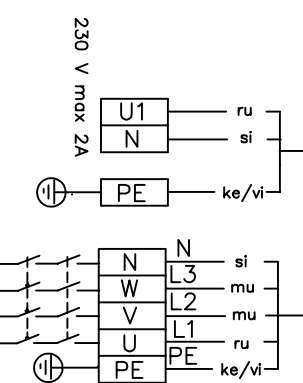 230 V max 2A
U1 ru
N si
PE ke/vi
N N si
W L3 mu
V L2 mu
U L1 ru
PE PE ke/vi